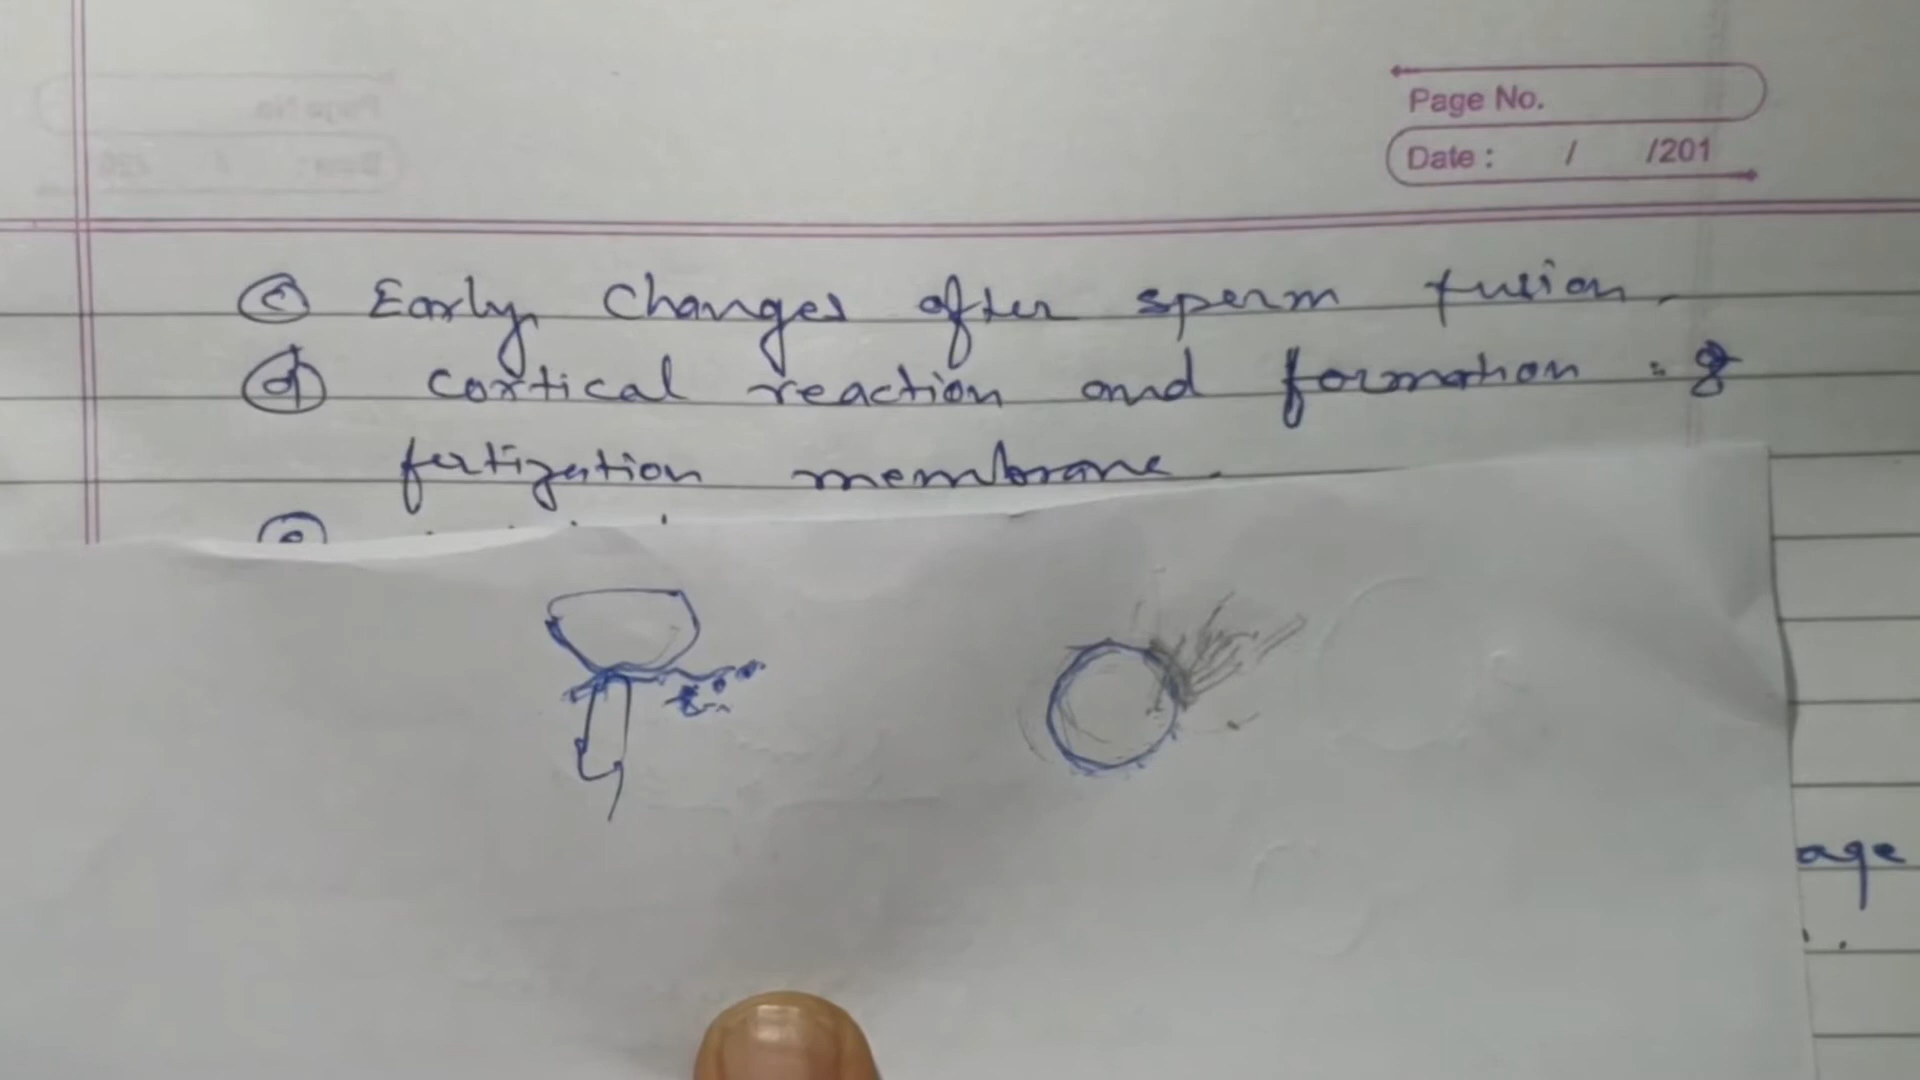 Page No.
Date : / /201
(c) Early changes after sperm fusion.
(d) cortical reaction and formation of
fertization membrane.
(e)
age